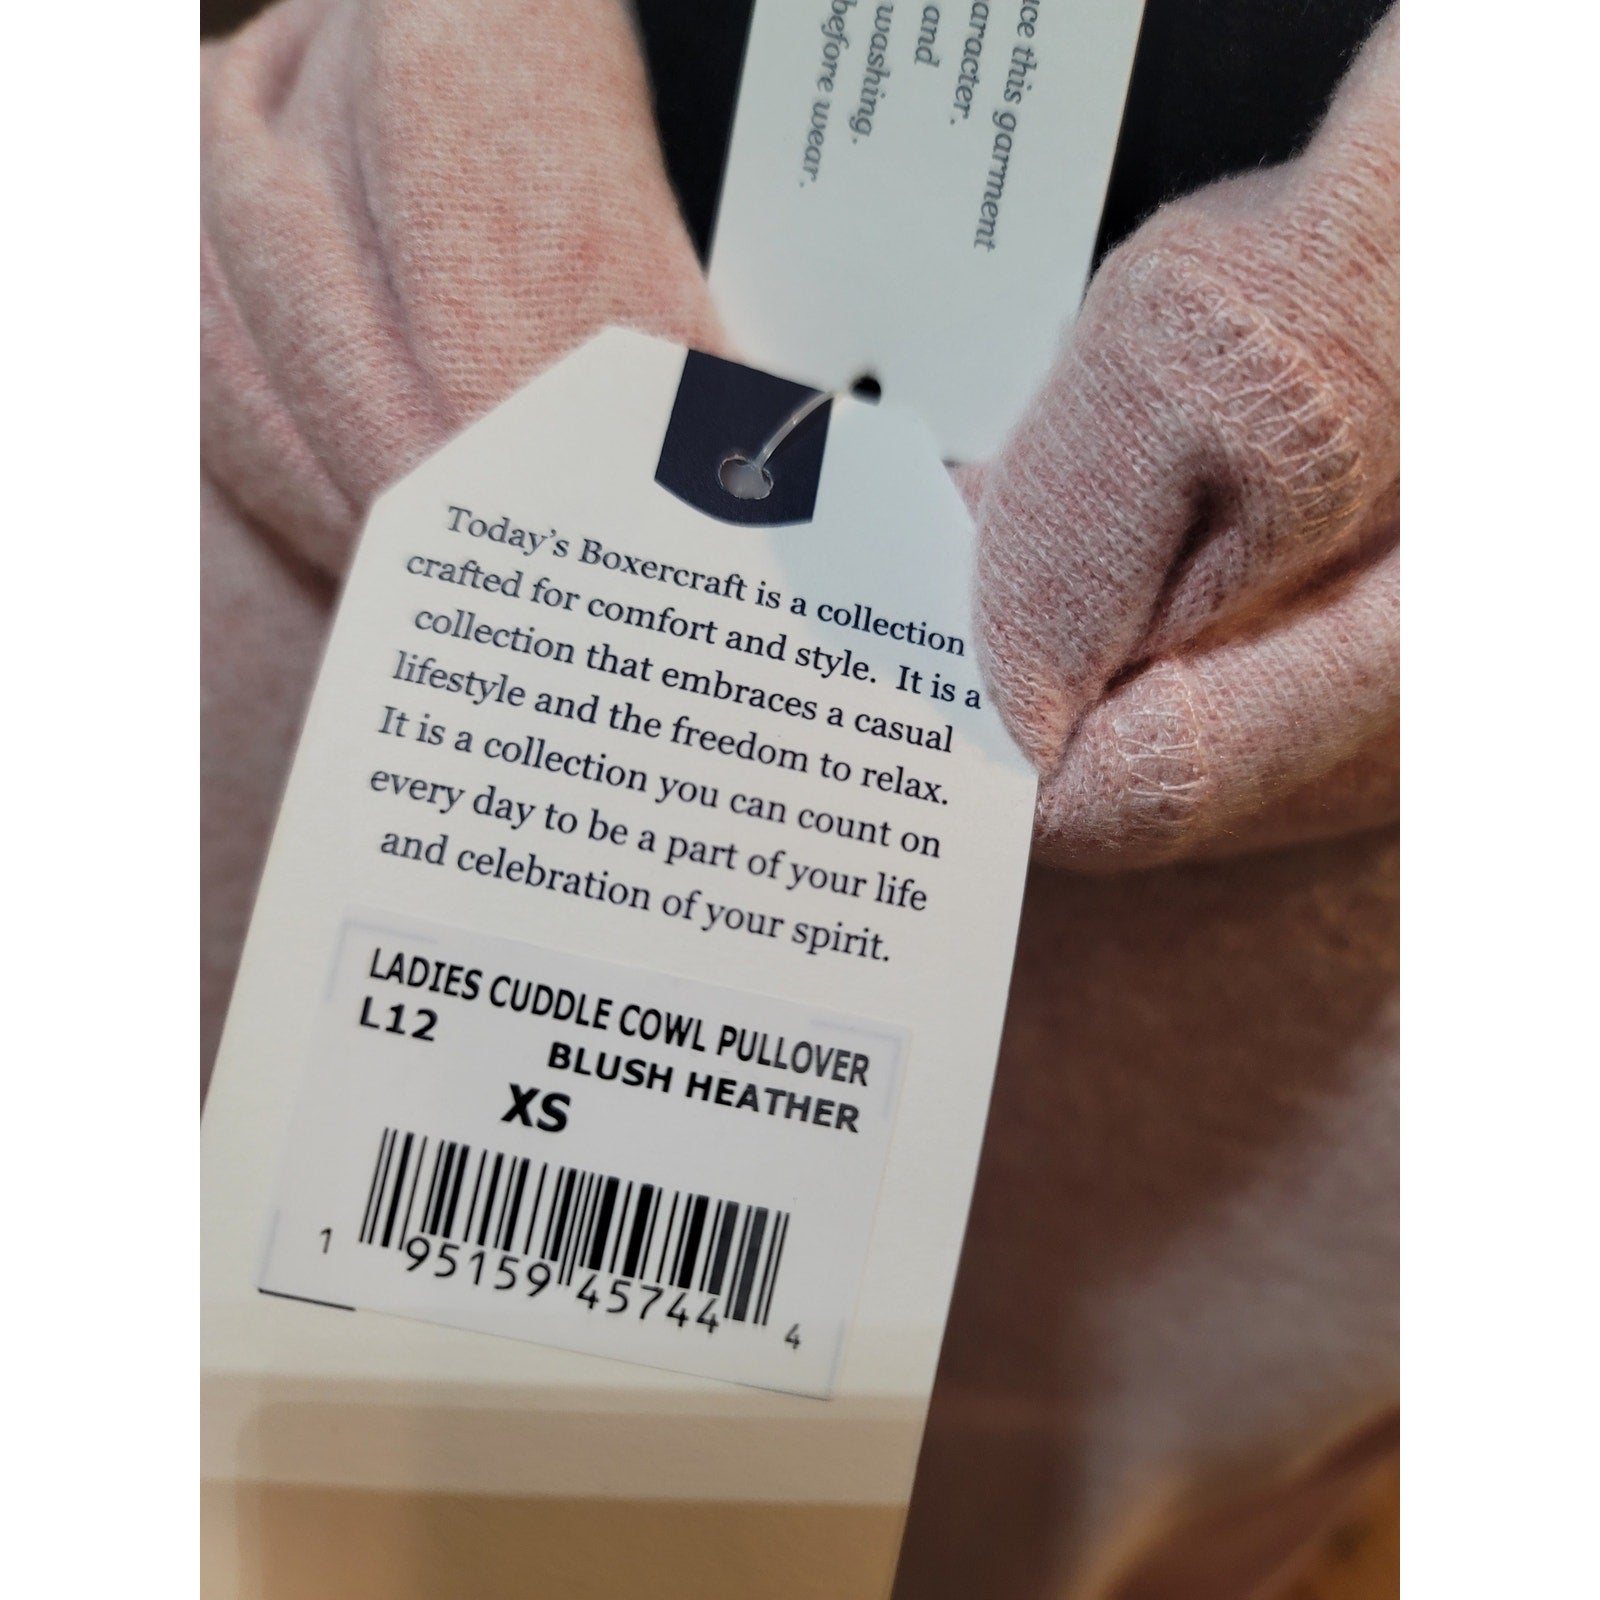 ce this garment
aracter.
and
washing.
before wear.
Today's Boxercraft is a collection
crafted for comfort and style. It is a
collection that embraces a casual
lifestyle and the freedom to relax.
It is a collection you can count on
every day to be a part of your life
and celebration of your spirit.
LADIES CUDDLE COWL PULLOVER
L12
BLUSH HEATHER
XS
1 95159 45744 4